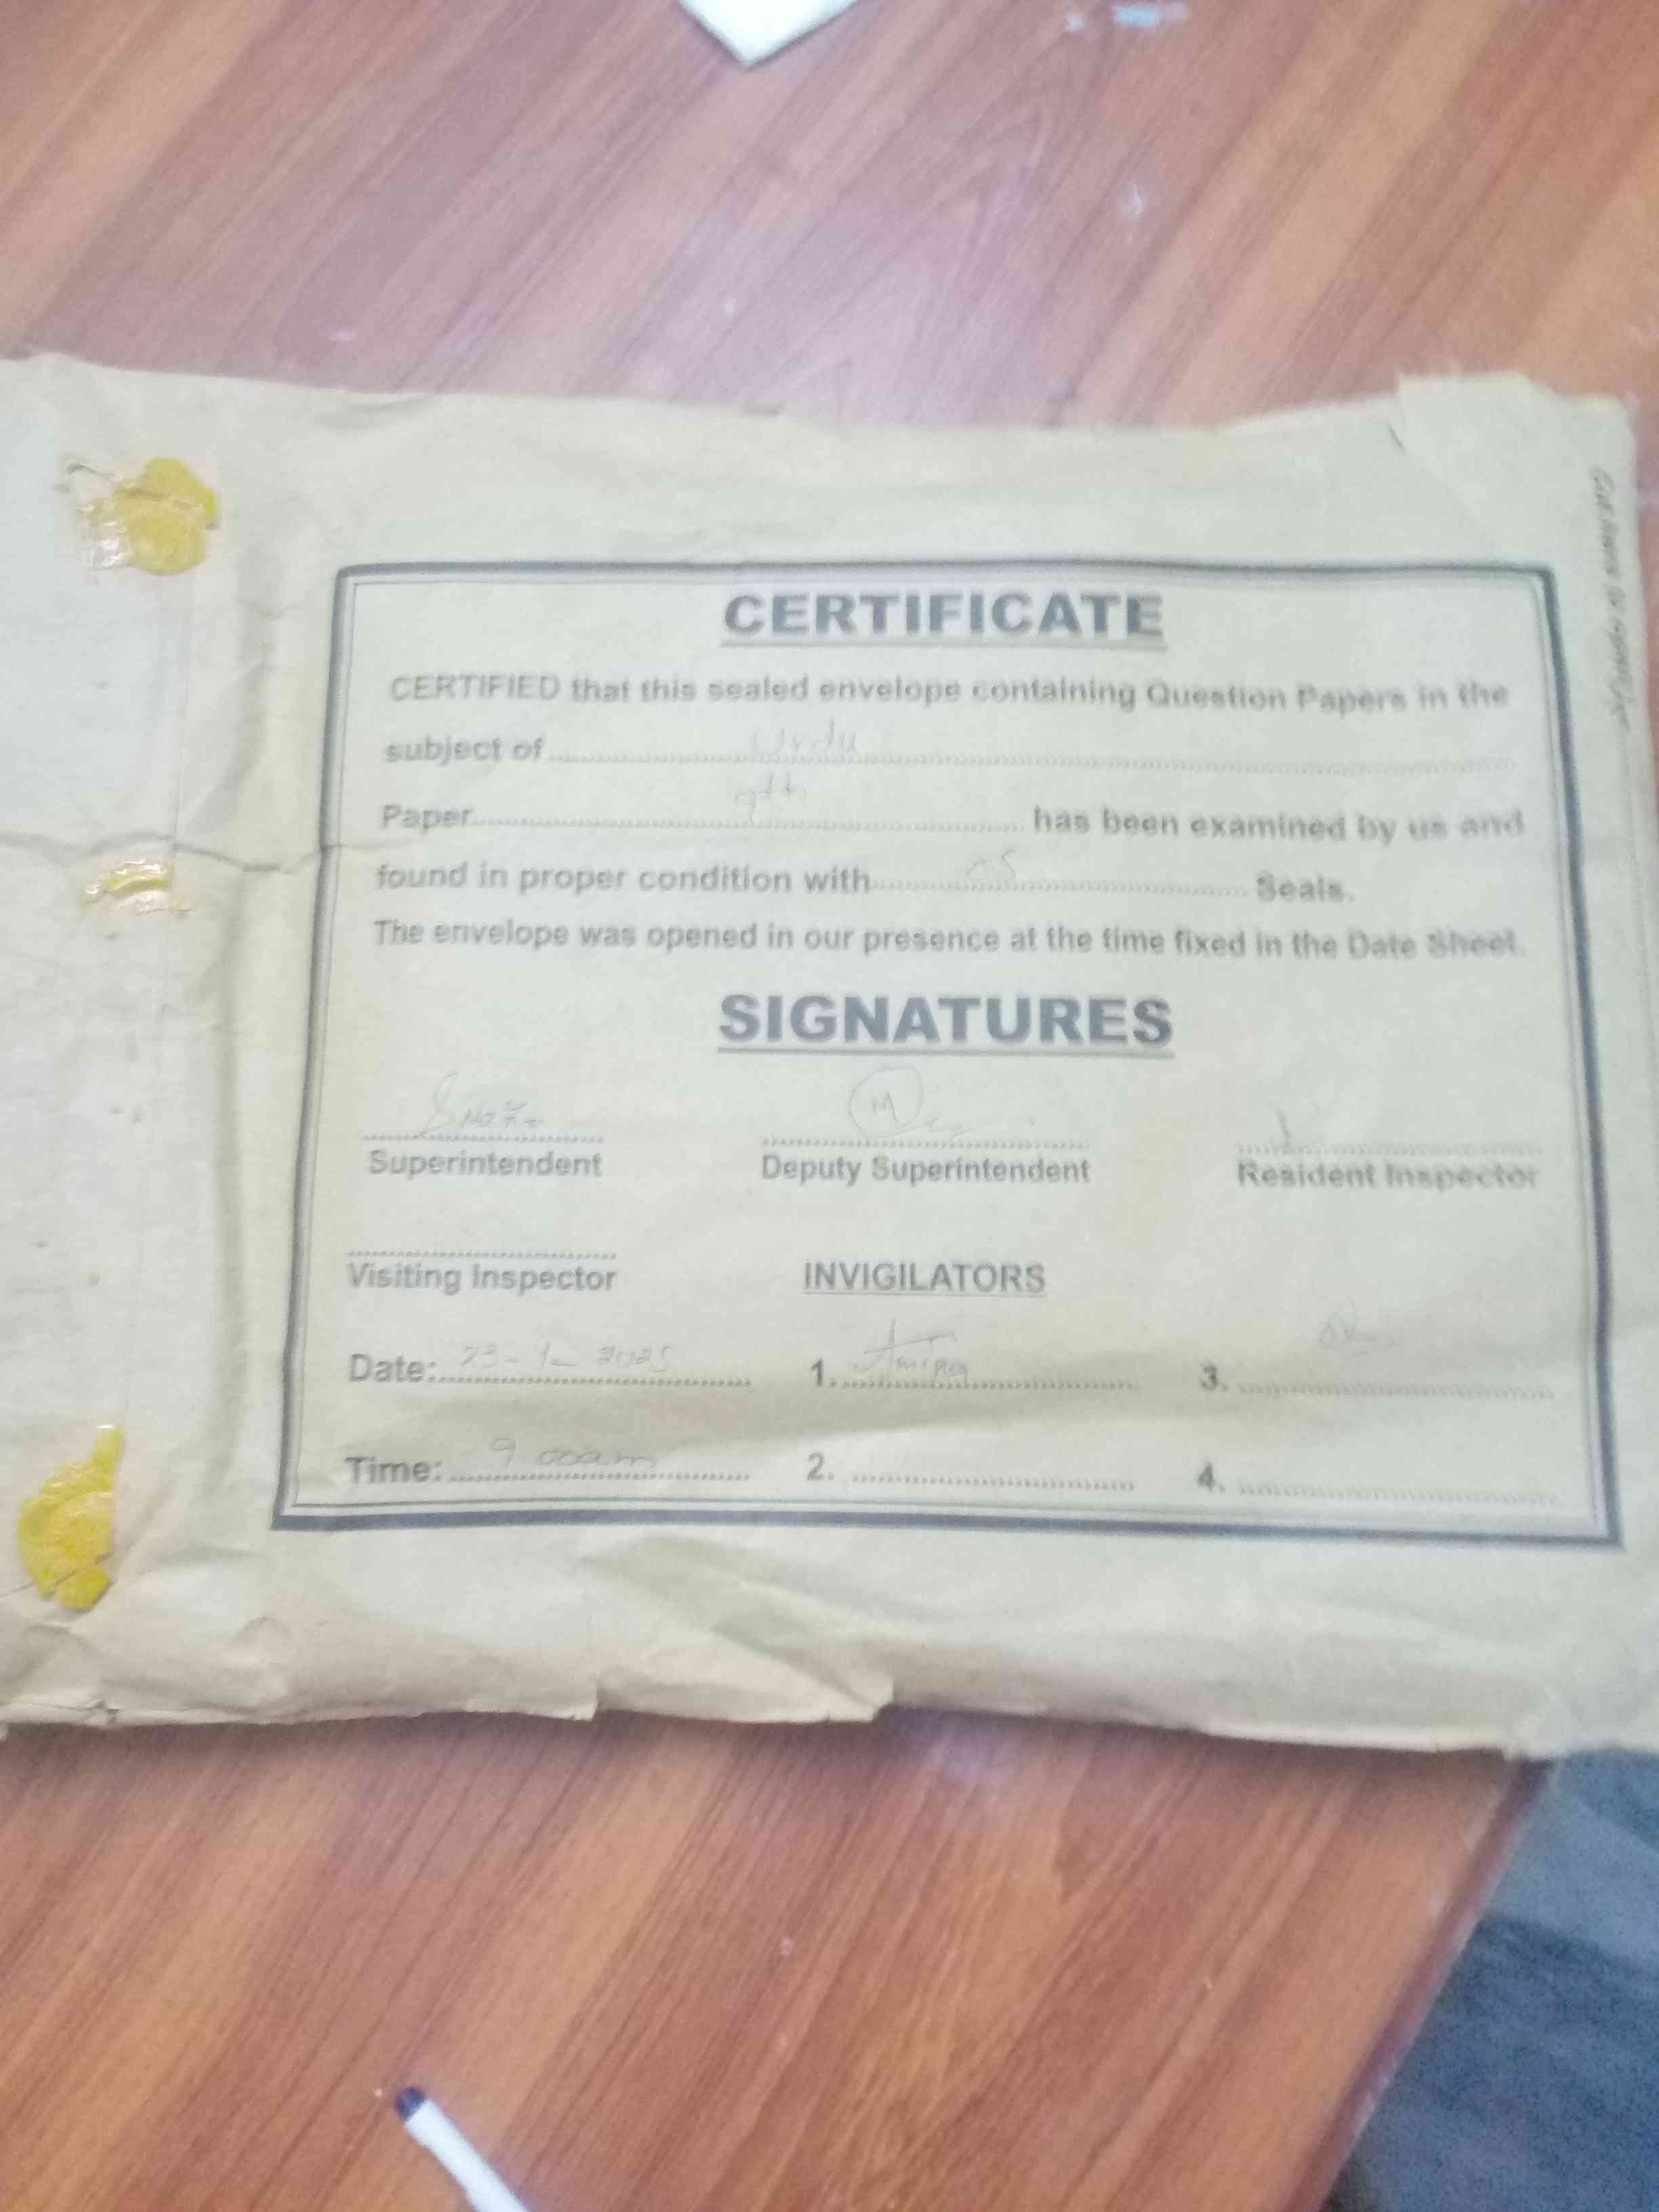 CERTIFICATE
CERTIFIED that this sealed envelope containing Question Papers in the
subject of Urdu
Paper 9th has been examined by us and
found in proper condition with 05 Seals.
The envelope was opened in our presence at the time fixed in the Date Sheet.
SIGNATURES
Superintendent Deputy Superintendent Resident Inspector
Visiting Inspector INVIGILATORS
Date: 1. Amina 3.
Time: 9 00am 2. 4.